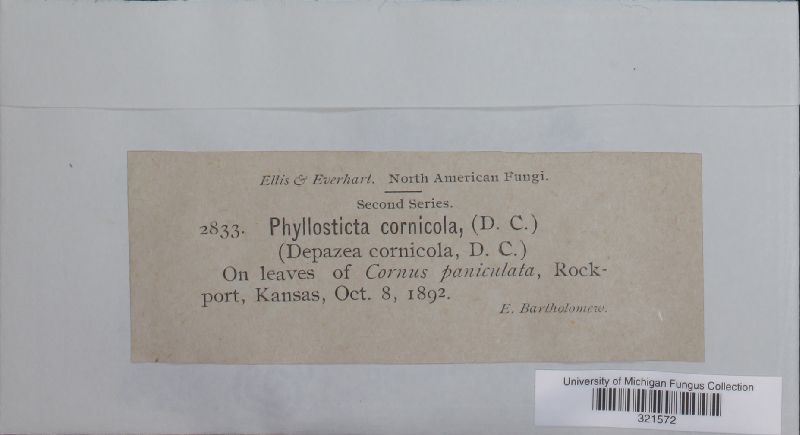 Ellis & Everhart. North American Fungi.
Second Series.
2833. Phyllosticta cornicola, (D. C.)
(Depazea cornicola, D. C.)
On leaves of Cornus paniculata, Rock-
port, Kansas, Oct. 8, 1892.
E. Bartholomew.
University of Michigan Fungus Collection
321572